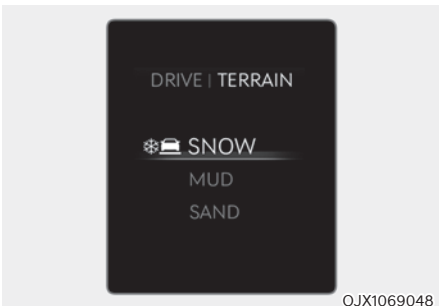 DRIVE | TERRAIN
SNOW
MUD
SAND
OJX1069048